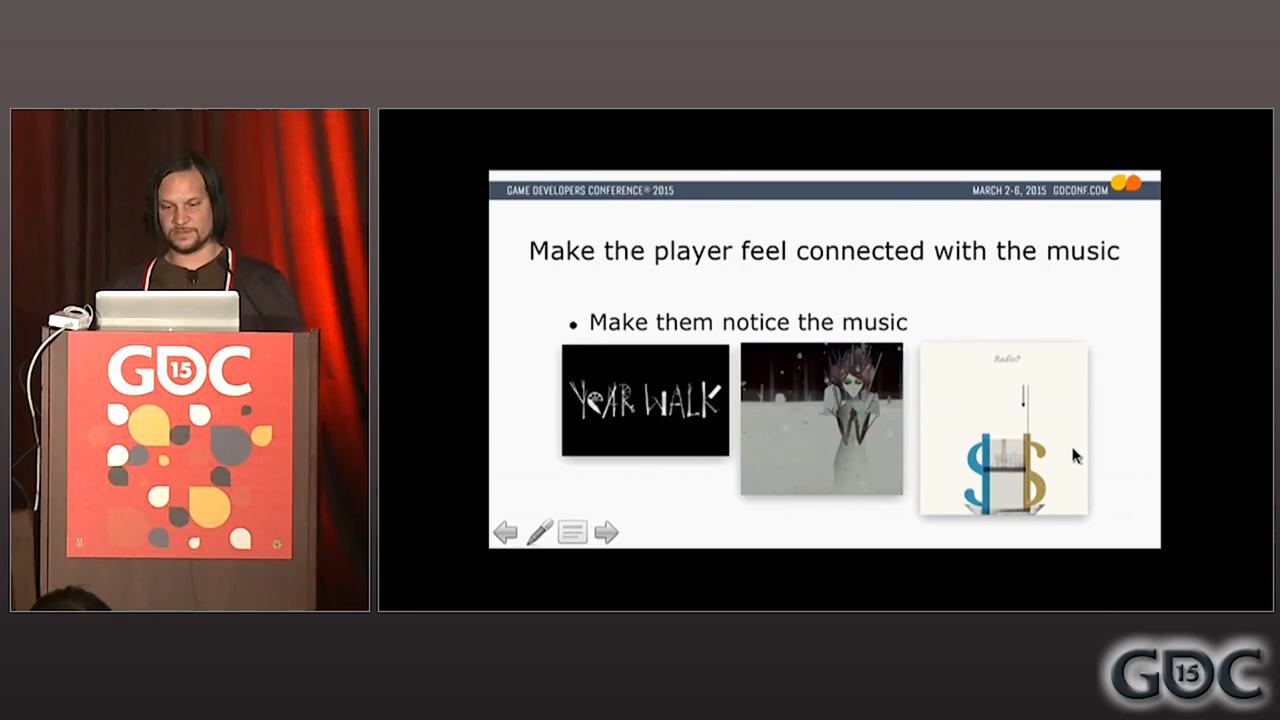 GDC
15
GAME DEVELOPERS CONFERENCE® 2015
MARCH 2-6, 2015 GDCONF.COM
Make the player feel connected with the music
• Make them notice the music
YEAR WALK
Radio?
$ $
GDC
15